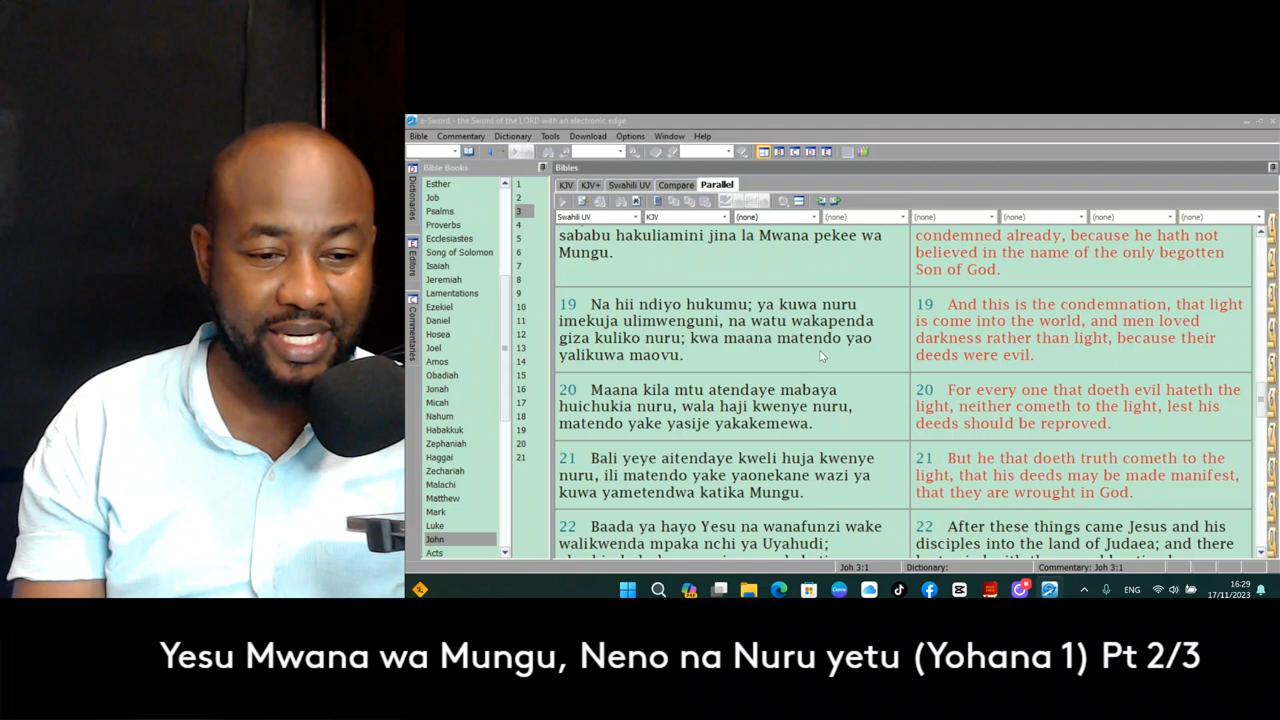 e-Sword - the Sword of the LORD with an electronic edge
Bible Commentary Dictionary Tools Download Options Window Help
Bible Books
Bibles
KJV KJV+ Swahili UV Compare Parallel
Swahili UV KJV (none) (none) (none) (none) (none) (none)
Dictionaries
Editors
Commentaries
Esther
Job
Psalms
Proverbs
Ecclesiastes
Song of Solomon
Isaiah
Jeremiah
Lamentations
Ezekiel
Daniel
Hosea
Joel
Amos
Obadiah
Jonah
Micah
Nahum
Habakkuk
Zephaniah
Haggai
Zechariah
Malachi
Matthew
Mark
Luke
John
Acts
1
2
3
4
5
6
7
8
9
10
11
12
13
14
15
16
17
18
19
20
21
sababu hakuliamini jina la Mwana pekee wa
Mungu.
19 Na hii ndiyo hukumu; ya kuwa nuru
imekuja ulimwenguni, na watu wakapenda
giza kuliko nuru; kwa maana matendo yao
yalikuwa maovu.
20 Maana kila mtu atendaye mabaya
huichukia nuru, wala haji kwenye nuru,
matendo yake yasije yakakemewa.
21 Bali yeye aitendaye kweli huja kwenye
nuru, ili matendo yake yaonekane wazi ya
kuwa yametendwa katika Mungu.
22 Baada ya hayo Yesu na wanafunzi wake
walikwenda mpaka nchi ya Uyahudi;
condemned already, because he hath not
believed in the name of the only begotten
Son of God.
19 And this is the condemnation, that light
is come into the world, and men loved
darkness rather than light, because their
deeds were evil.
20 For every one that doeth evil hateth the
light, neither cometh to the light, lest his
deeds should be reproved.
21 But he that doeth truth cometh to the
light, that his deeds may be made manifest,
that they are wrought in God.
22 After these things came Jesus and his
disciples into the land of Judaea; and there
Joh 3:1 Dictionary: Commentary: Joh 3:1
ENG
16:29
17/11/2023
Yesu Mwana wa Mungu, Neno na Nuru yetu (Yohana 1) Pt 2/3